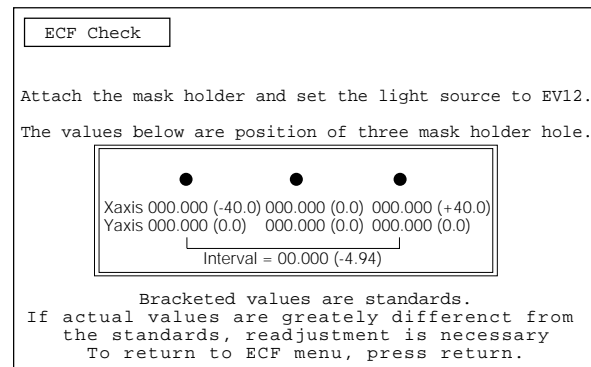 ECF Check
Attach the mask holder and set the light source to EV12.
The values below are position of three mask holder hole.
Xaxis 000.000 (-40.0) 000.000 (0.0) 000.000 (+40.0)
Yaxis 000.000 (0.0) 000.000 (0.0) 000.000 (0.0)
Interval = 00.000 (-4.94)
Bracketed values are standards.
If actual values are greately differenct from
the standards, readjustment is necessary
To return to ECF menu, press return.